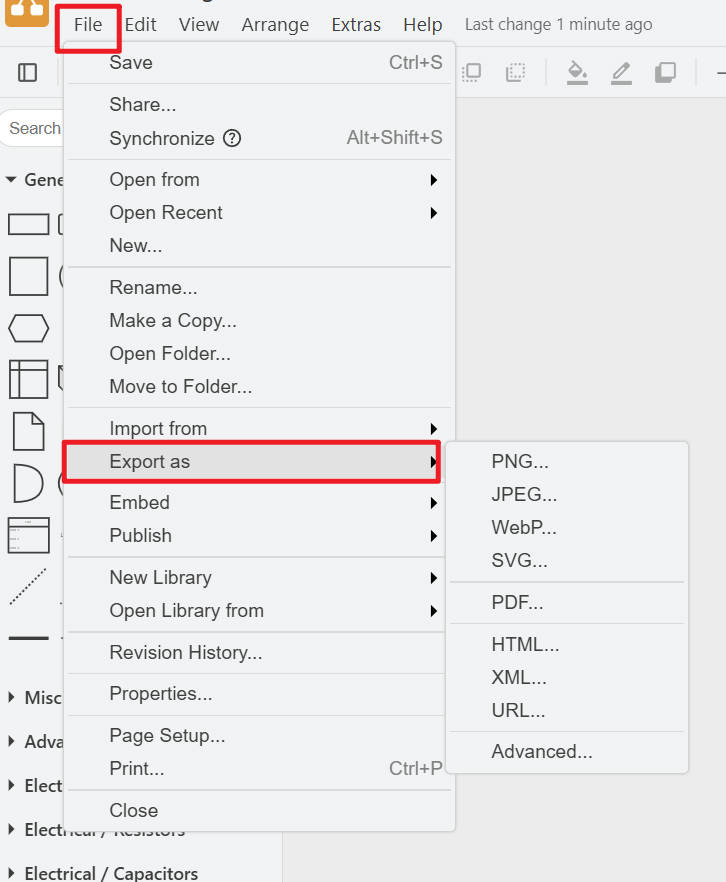 File Edit View Arrange Extras Help Last change 1 minute ago
Save Ctrl+S
Share...
Synchronize Alt+Shift+S
Open from
Open Recent
New...
Rename...
Make a Copy...
Open Folder...
Move to Folder...
Import from
Export as
Embed
Publish
New Library
Open Library from
Revision History...
Properties...
Page Setup...
Print... Ctrl+P
Close
PNG...
JPEG...
WebP...
SVG...
PDF...
HTML...
XML...
URL...
Advanced...
Search
Gene
Misc
Adva
Elect
Electrical / Resistors
Electrical / Capacitors